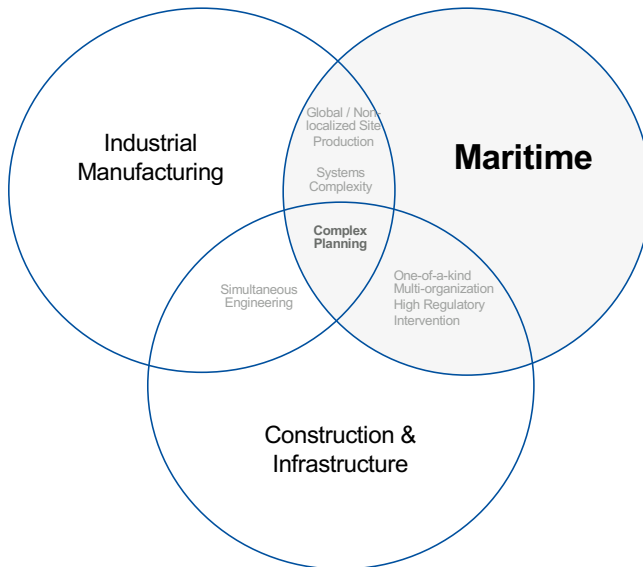 Global / Non-
localized Site
Production
Industrial
Manufacturing
Maritime
Systems
Complexity
Complex
Planning
Simultaneous
Engineering
One-of-a-kind
Multi-organization
High Regulatory
Intervention
Construction &
Infrastructure